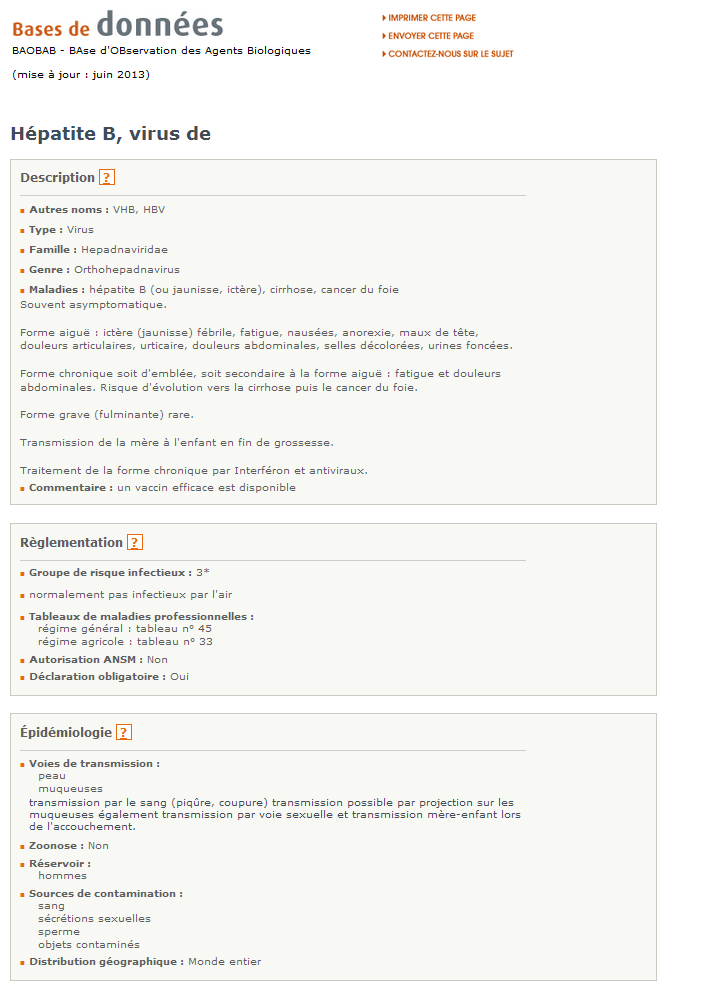 Bases de données
BAOBAB - BAse d'OBservation des Agents Biologiques
(mise à jour : juin 2013)
IMPRIMER CETTE PAGE
ENVOYER CETTE PAGE
CONTACTEZ-NOUS SUR LE SUJET
Hépatite B, virus de
Description ?
Autres noms : VHB, HBV
Type : Virus
Famille : Hepadnaviridae
Genre : Orthohepadnavirus
Maladies : hépatite B (ou jaunisse, ictère), cirrhose, cancer du foie
Souvent asymptomatique.
Forme aiguë : ictère (jaunisse) fébrile, fatigue, nausées, anorexie, maux de tête,
douleurs articulaires, urticaire, douleurs abdominales, selles décolorées, urines foncées.
Forme chronique soit d'emblée, soit secondaire à la forme aiguë : fatigue et douleurs
abdominales. Risque d'évolution vers la cirrhose puis le cancer du foie.
Forme grave (fulminante) rare.
Transmission de la mère à l'enfant en fin de grossesse.
Traitement de la forme chronique par Interféron et antiviraux.
Commentaire : un vaccin efficace est disponible
Règlementation ?
Groupe de risque infectieux : 3*
normalement pas infectieux par l'air
Tableaux de maladies professionnelles :
régime général : tableau n° 45
régime agricole : tableau n° 33
Autorisation ANSM : Non
Déclaration obligatoire : Oui
Épidémiologie ?
Voies de transmission :
peau
muqueuses
transmission par le sang (piqûre, coupure) transmission possible par projection sur les
muqueuses également transmission par voie sexuelle et transmission mère-enfant lors
de l'accouchement.
Zoonose : Non
Réservoir :
hommes
Sources de contamination :
sang
sécrétions sexuelles
sperme
objets contaminés
Distribution géographique : Monde entier